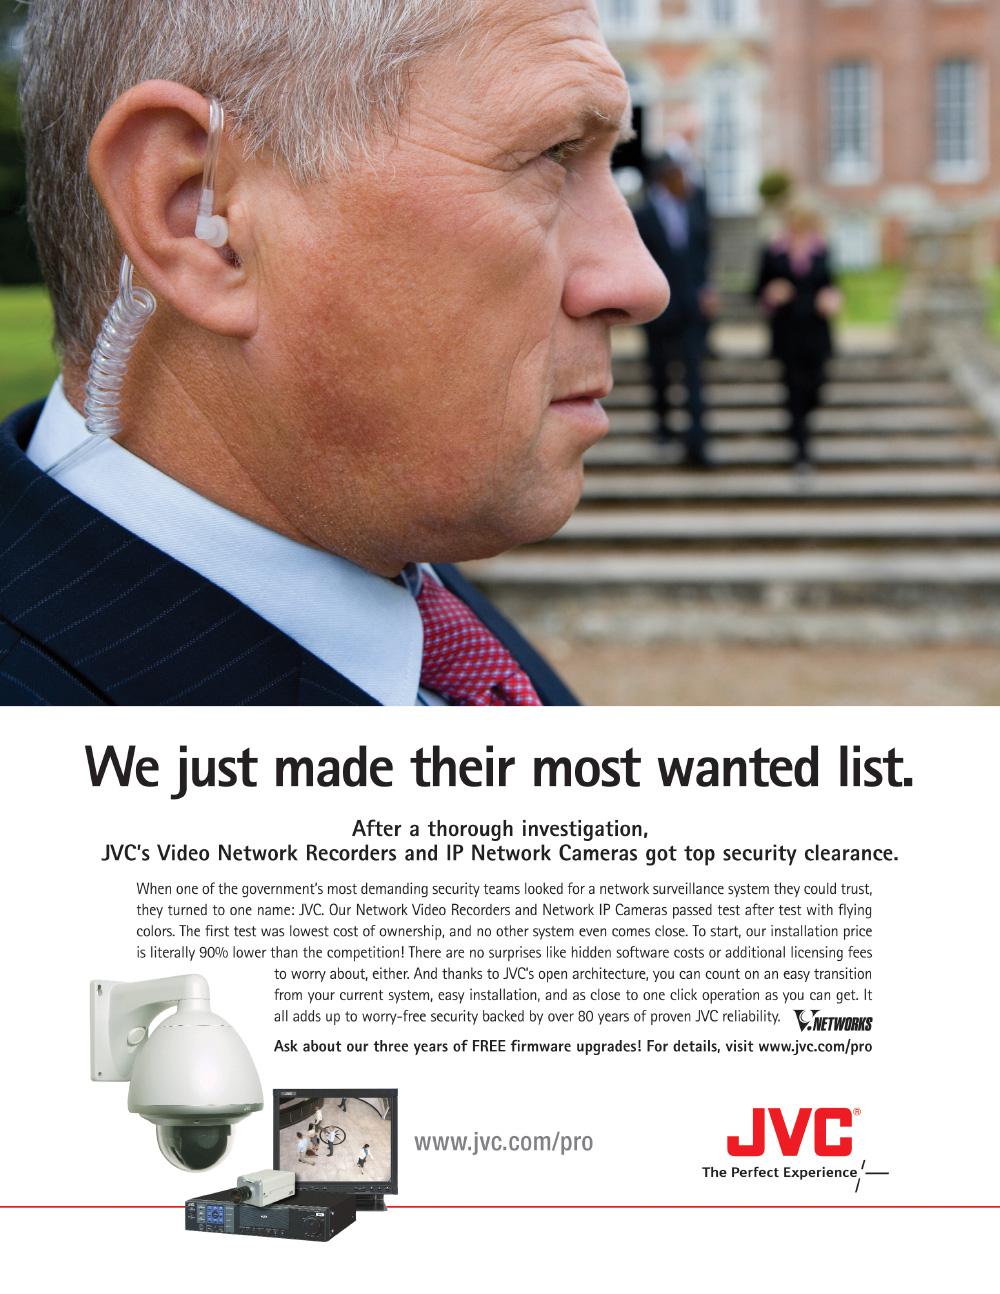 We just made their most wanted list.
After a thorough investigation,
JVC's Video Network Recorders and IP Network Cameras got top security clearance.
When one of the government's most demanding security teams looked for a network surveillance system they could trust,
they turned to one name: JVC. Our Network Video Recorders and Network IP Cameras passed test after test with flying
colors. The first test was lowest cost of ownership, and no other system even comes close. To start, our installation price
is literally 90% lower than the competition! There are no surprises like hidden software costs or additional licensing fees
to worry about, either. And thanks to JVC's open architecture, you can count on an easy transition
from your current system, easy installation, and as close to one click operation as you can get. It
all adds up to worry-free security backed by over 80 years of proven JVC reliability.
V.NETWORKS
Ask about our three years of FREE firmware upgrades! For details, visit www.jvc.com/pro
www.jvc.com/pro
JVC®
The Perfect Experience